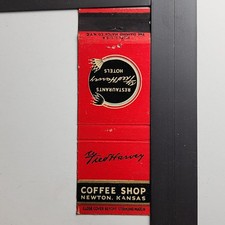 RESTAURANTS
Fred Harvey
HOTELS
Fred Harvey
COFFEE SHOP
NEWTON, KANSAS